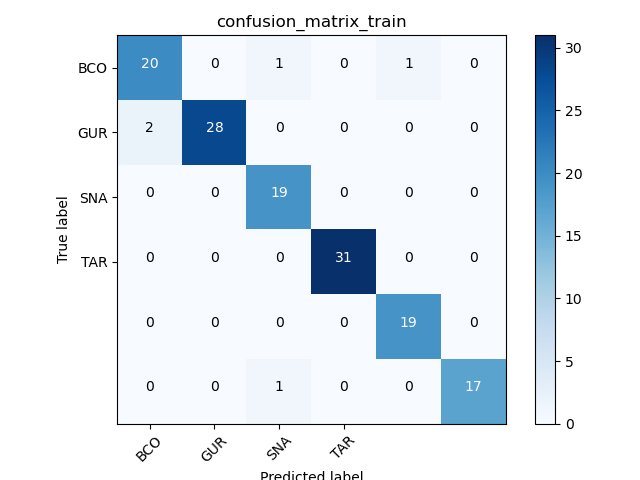 confusion_matrix_train
BCO 20 0 1 0 1 0
GUR 2 28 0 0 0 0
SNA 0 0 19 0 0 0
TAR 0 0 0 31 0 0
0 0 0 0 19 0
0 0 1 0 0 17
BCO GUR SNA TAR
True label
Predicted label
30
25
20
15
10
5
0